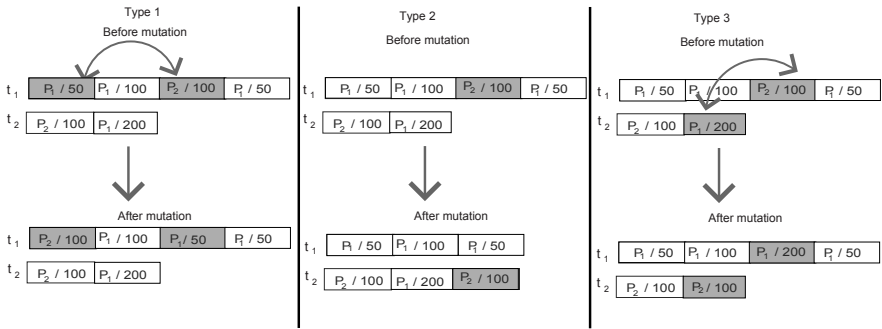 Type 1
Before mutation
t1 P1 / 50 P1 / 100 P2 / 100 P1 / 50
t2 P2 / 100 P1 / 200
After mutation
t1 P2 / 100 P1 / 100 P1 / 50 P1 / 50
t2 P2 / 100 P1 / 200
Type 2
Before mutation
t1 P1 / 50 P1 / 100 P2 / 100 P1 / 50
t2 P2 / 100 P1 / 200
After mutation
t1 P1 / 50 P1 / 100 P1 / 50
t2 P2 / 100 P1 / 200 P2 / 100
Type 3
Before mutation
t1 P1 / 50 P1 / 100 P2 / 100 P1 / 50
t2 P2 / 100 P1 / 200
After mutation
t1 P1 / 50 P1 / 100 P1 / 200 P1 / 50
t2 P2 / 100 P2 / 100